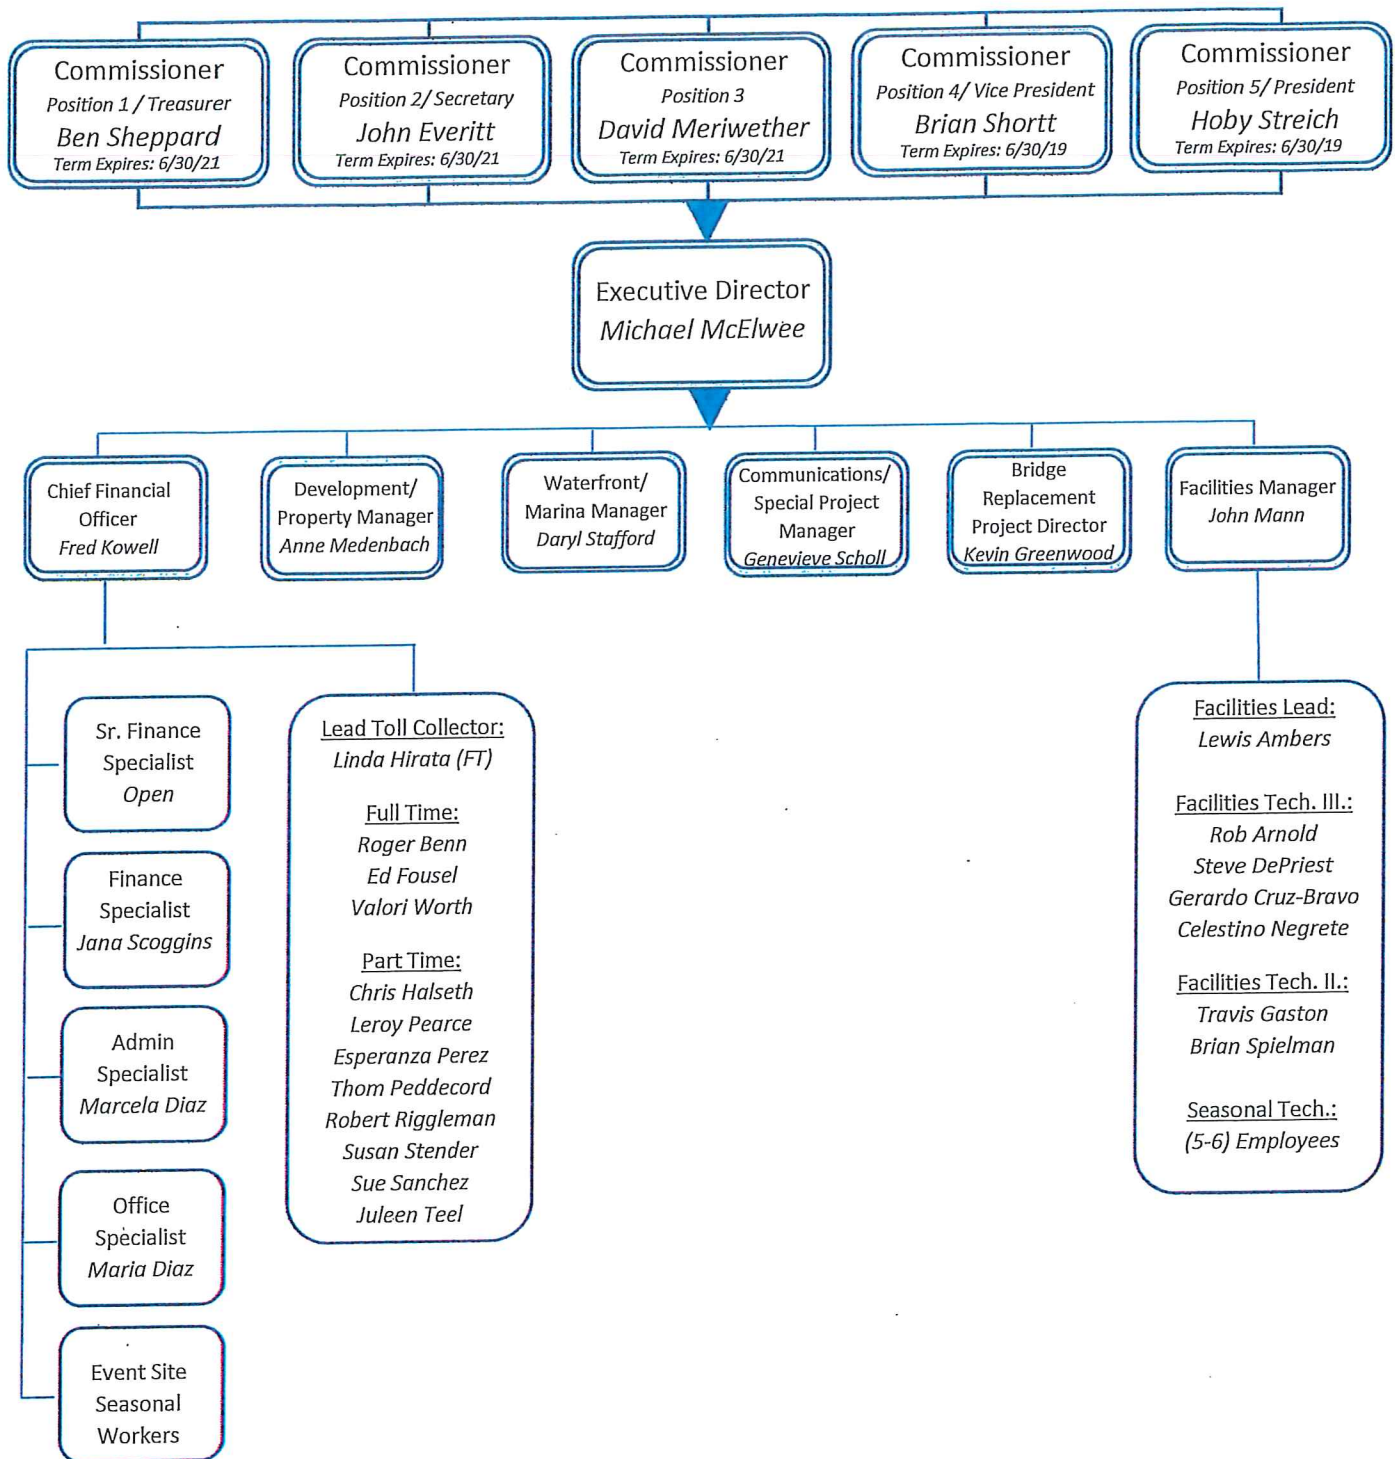 Commissioner
Position 1 / Treasurer
Ben Sheppard
Term Expires: 6/30/21
Commissioner
Position 2/ Secretary
John Everitt
Term Expires: 6/30/21
Commissioner
Position 3
David Meriwether
Term Expires: 6/30/21
Commissioner
Position 4/ Vice President
Brian Shortt
Term Expires: 6/30/19
Commissioner
Position 5/ President
Hoby Streich
Term Expires: 6/30/19
Executive Director
Michael McElwee
Chief Financial
Officer
Fred Kowell
Development/
Property Manager
Anne Medenbach
Waterfront/
Marina Manager
Daryl Stafford
Communications/
Special Project
Manager
Genevieve Scholl
Bridge
Replacement
Project Director
Kevin Greenwood
Facilities Manager
John Mann
Sr. Finance
Specialist
Open
Finance
Specialist
Jana Scoggins
Admin
Specialist
Marcela Diaz
Office
Specialist
Maria Diaz
Event Site
Seasonal
Workers
Lead Toll Collector:
Linda Hirata (FT)
Full Time:
Roger Benn
Ed Fousel
Valori Worth
Part Time:
Chris Halseth
Leroy Pearce
Esperanza Perez
Thom Peddecord
Robert Riggleman
Susan Stender
Sue Sanchez
Juleen Teel
Facilities Lead:
Lewis Ambers
Facilities Tech. III.:
Rob Arnold
Steve DePriest
Gerardo Cruz-Bravo
Celestino Negrete
Facilities Tech. II.:
Travis Gaston
Brian Spielman
Seasonal Tech.:
(5-6) Employees